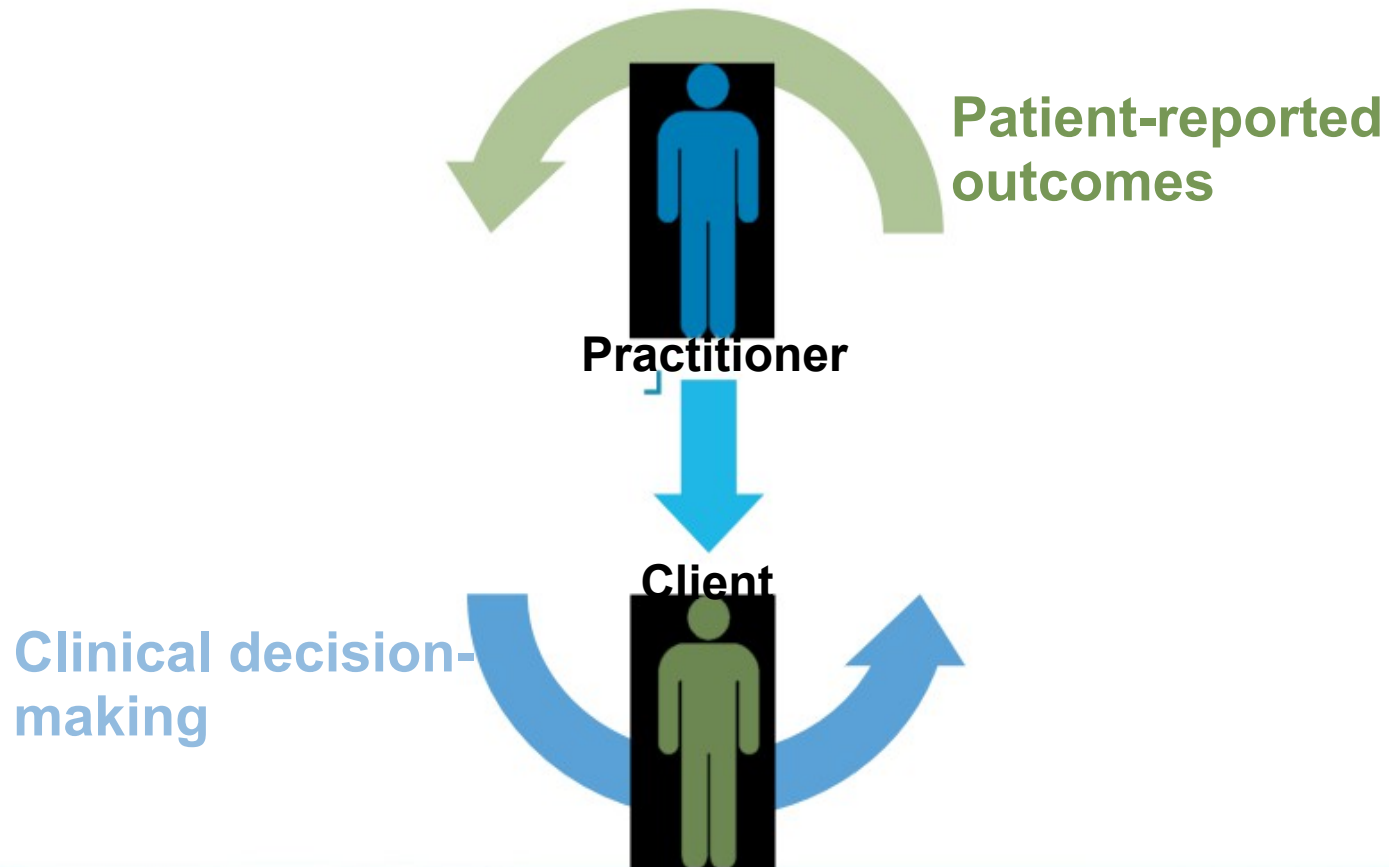 Patient-reported
outcomes
Practitioner
Client
Clinical decision-
making